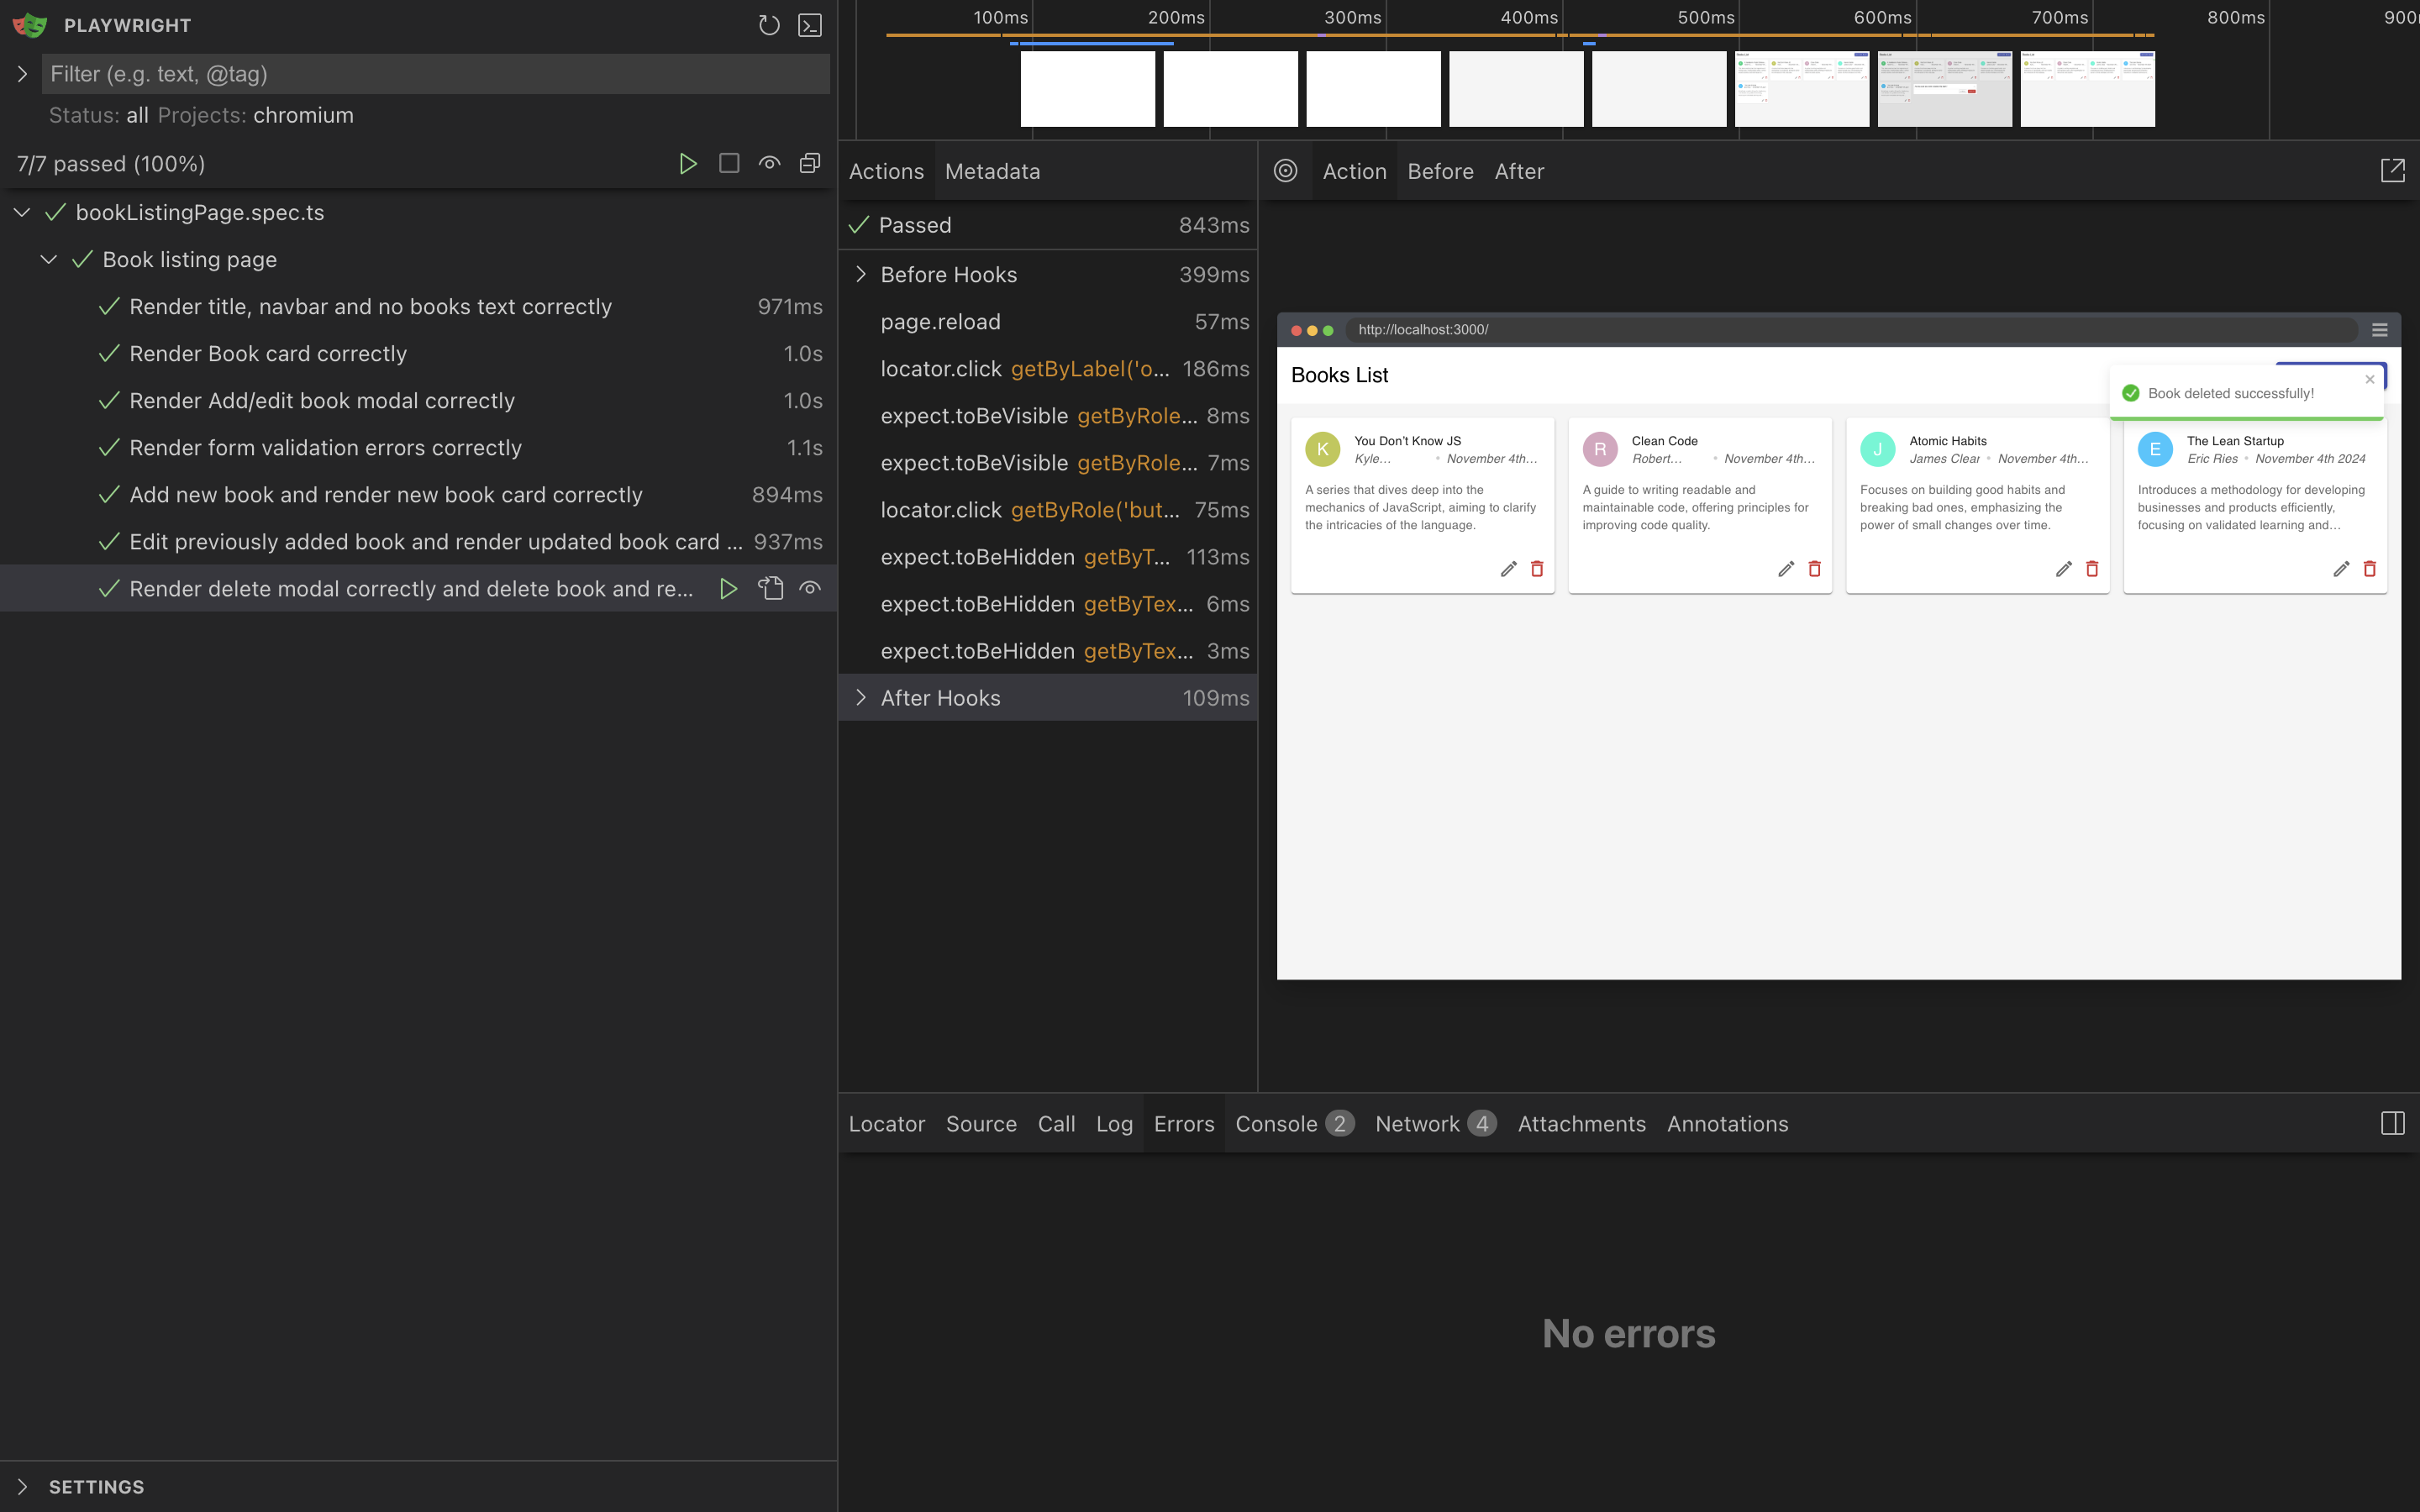 PLAYWRIGHT
Filter (e.g. text, @tag)
Status: all Projects: chromium
7/7 passed (100%)
bookListingPage.spec.ts
Book listing page
Render title, navbar and no books text correctly 971ms
Render Book card correctly 1.0s
Render Add/edit book modal correctly 1.0s
Render form validation errors correctly 1.1s
Add new book and render new book card correctly 894ms
Edit previously added book and render updated book card ... 937ms
Render delete modal correctly and delete book and re...
SETTINGS
100ms 200ms 300ms 400ms 500ms 600ms 700ms 800ms 900
Actions Metadata
Passed 843ms
Before Hooks 399ms
page.reload 57ms
locator.click getByLabel('o... 186ms
expect.toBeVisible getByRole... 8ms
expect.toBeVisible getByRole... 7ms
locator.click getByRole('but... 75ms
expect.toBeHidden getByT... 113ms
expect.toBeHidden getByTex... 6ms
expect.toBeHidden getByTex... 3ms
After Hooks 109ms
Action Before After
http://localhost:3000/
Books List
Book deleted successfully!
K
You Don't Know JS
Kyle... • November 4th...
A series that dives deep into the
mechanics of JavaScript, aiming to clarify
the intricacies of the language.
R
Clean Code
Robert... • November 4th...
A guide to writing readable and
maintainable code, offering principles for
improving code quality.
J
Atomic Habits
James Clear • November 4th...
Focuses on building good habits and
breaking bad ones, emphasizing the
power of small changes over time.
E
The Lean Startup
Eric Ries • November 4th 2024
Introduces a methodology for developing
businesses and products efficiently,
focusing on validated learning and...
Locator Source Call Log Errors Console 2 Network 4 Attachments Annotations
No errors